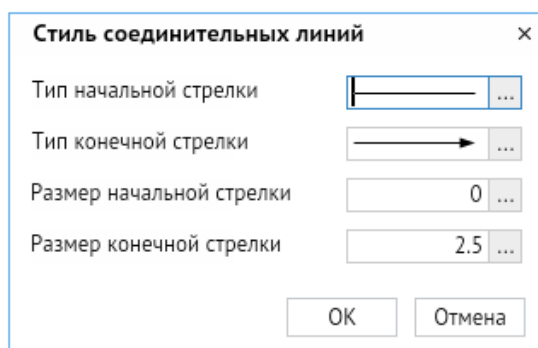 Стиль соединительных линий ×
Тип начальной стрелки ...
Тип конечной стрелки ...
Размер начальной стрелки 0 ...
Размер конечной стрелки 2.5 ...
ОК Отмена